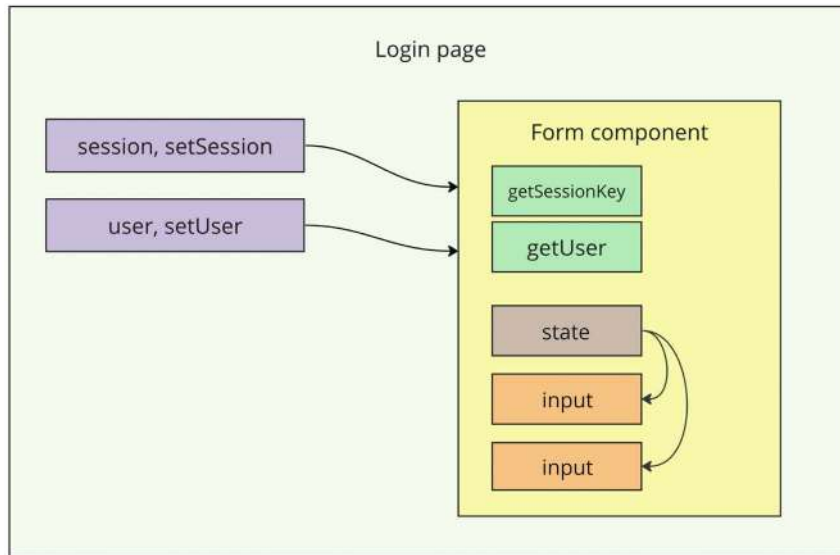 Login page
session, setSession
user, setUser
Form component
getSessionKey
getUser
state
input
input